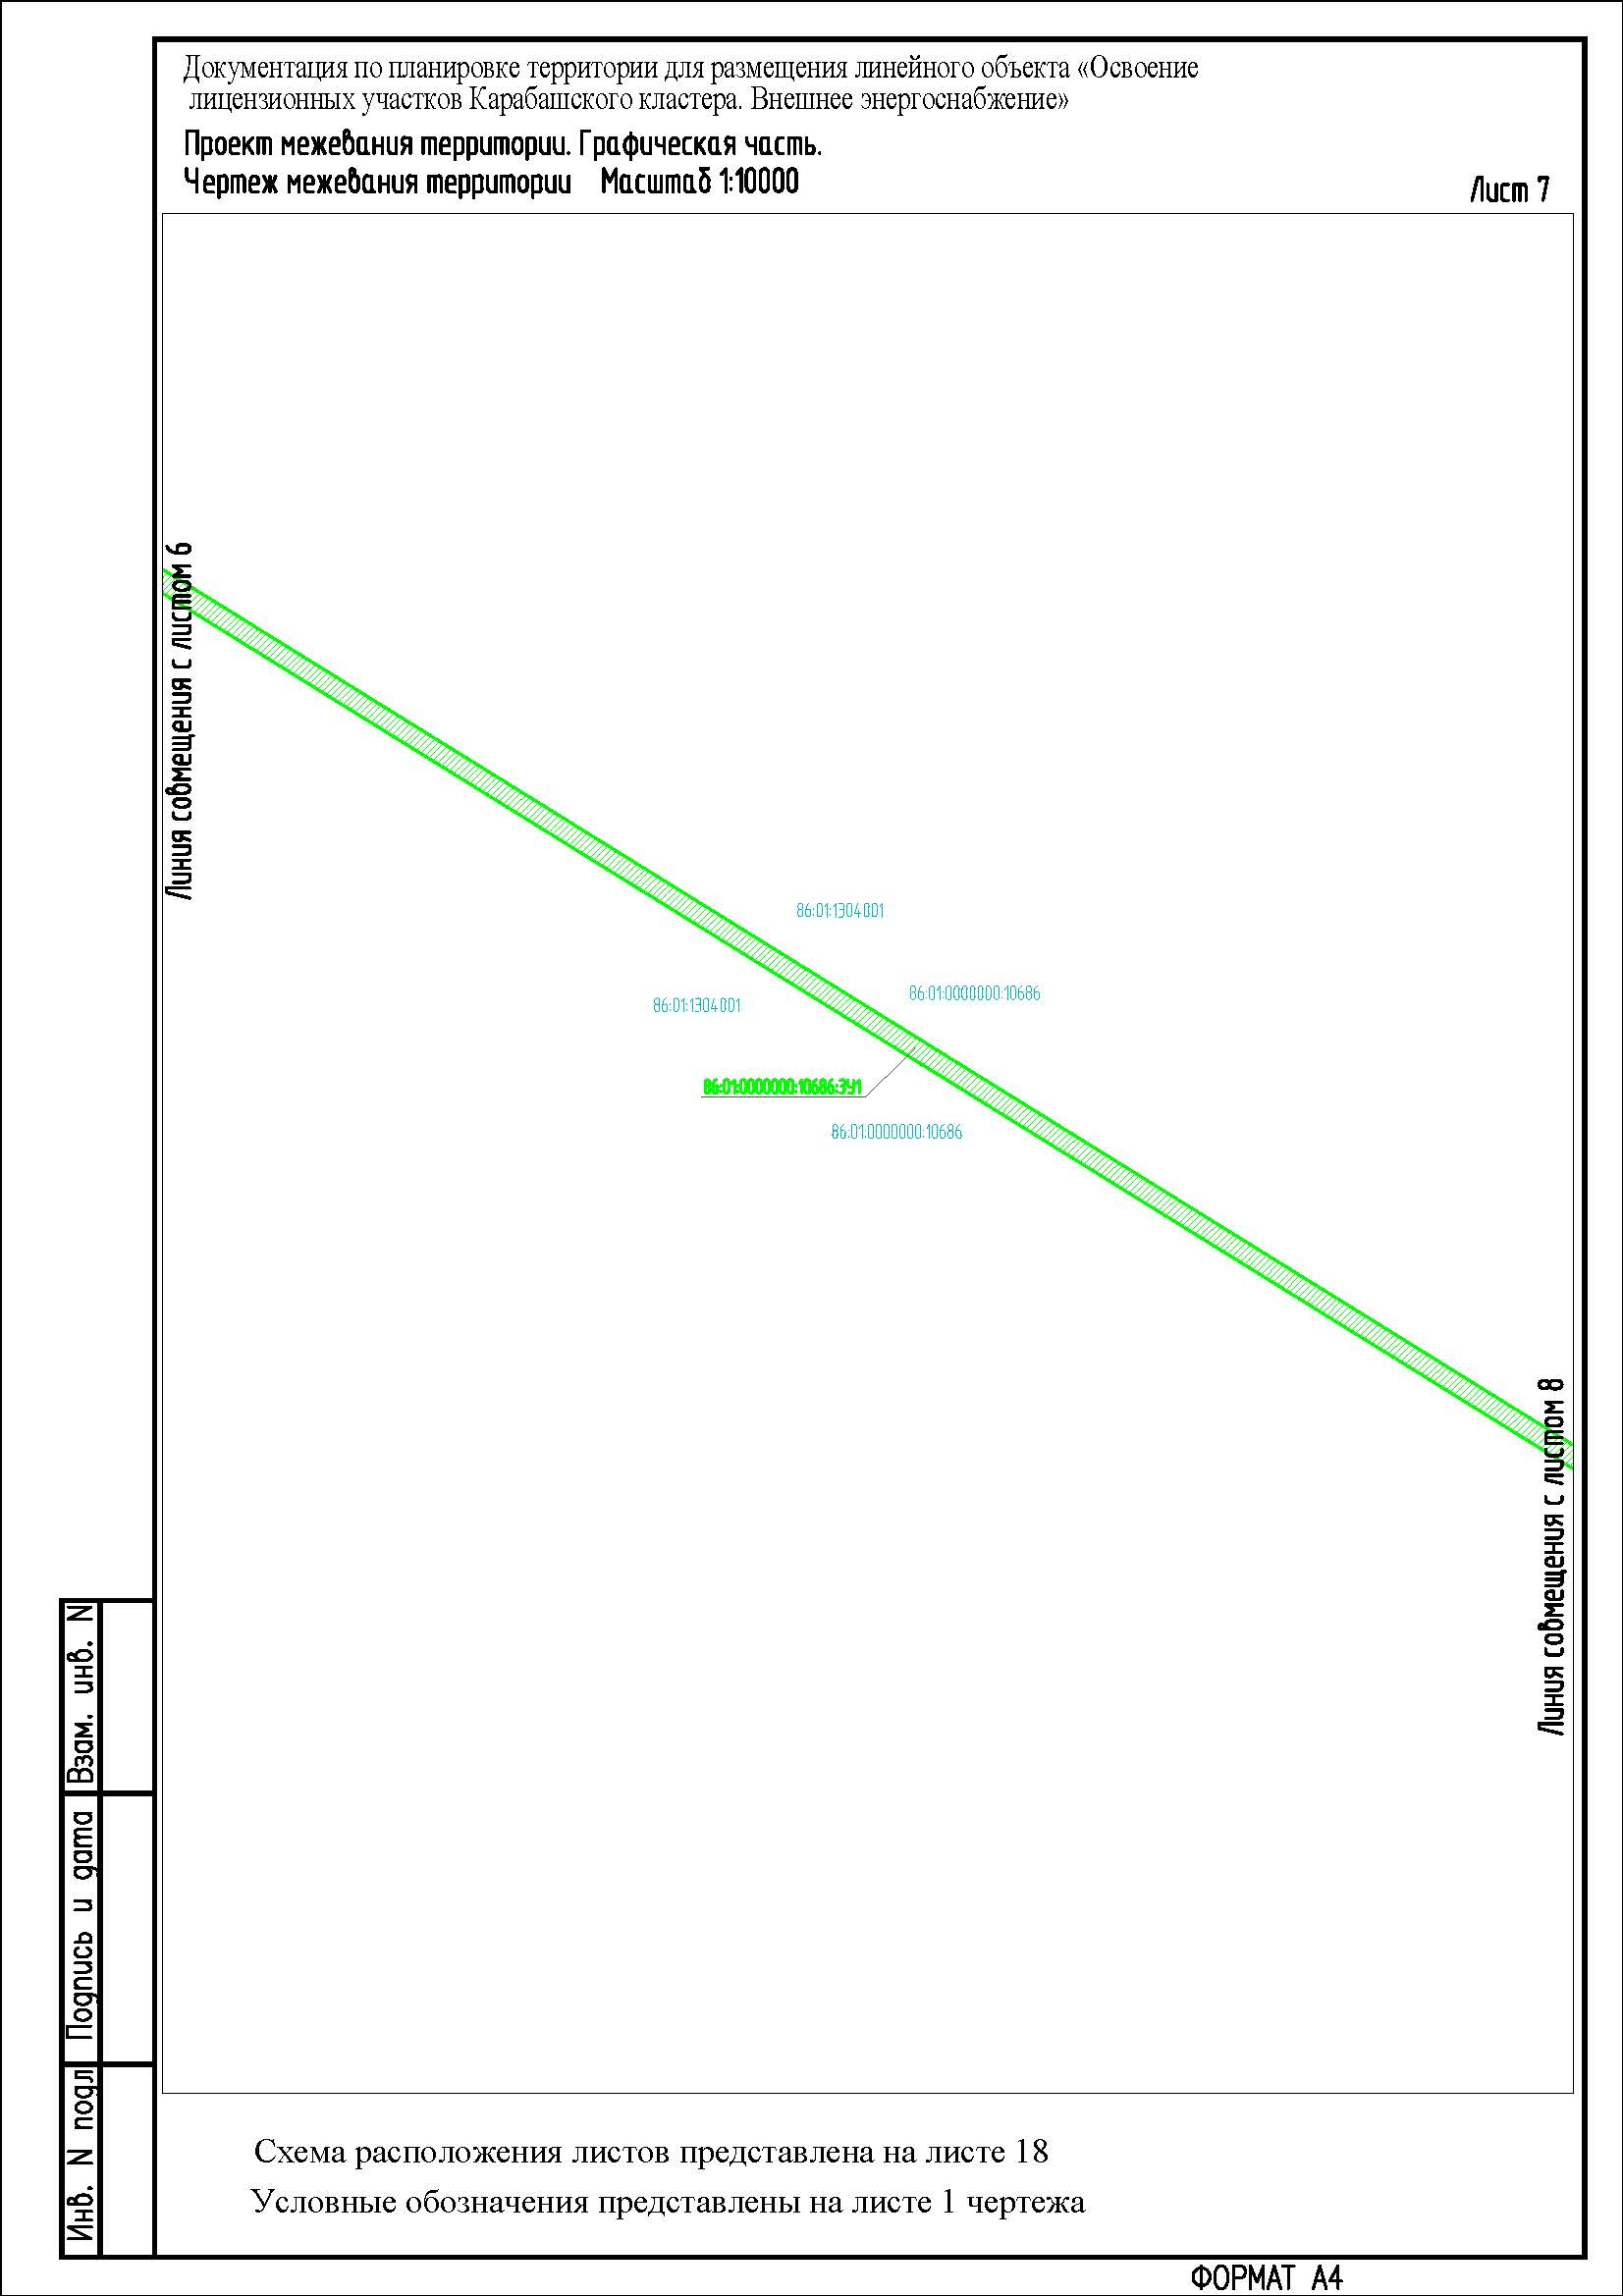 Документация по планировке территории для размещения линейного объекта «Освоение
лицензионных участков Карабашского кластера. Внешнее энергоснабжение»
Проект межевания территории. Графическая часть.
Чертеж межевания территории Масштаб 1:10000
Лист 7
Линия совмещения с листом 6
86:01:1304001
86:01:0000000:10686
86:01:1304001
86:01:0000000:10686:ЗУ1
86:01:0000000:10686
Линия совмещения с листом 8
Взам. инв. N
Подпись и дата
Инв. N подл
Схема расположения листов представлена на листе 18
Условные обозначения представлены на листе 1 чертежа
ФОРМАТ А4